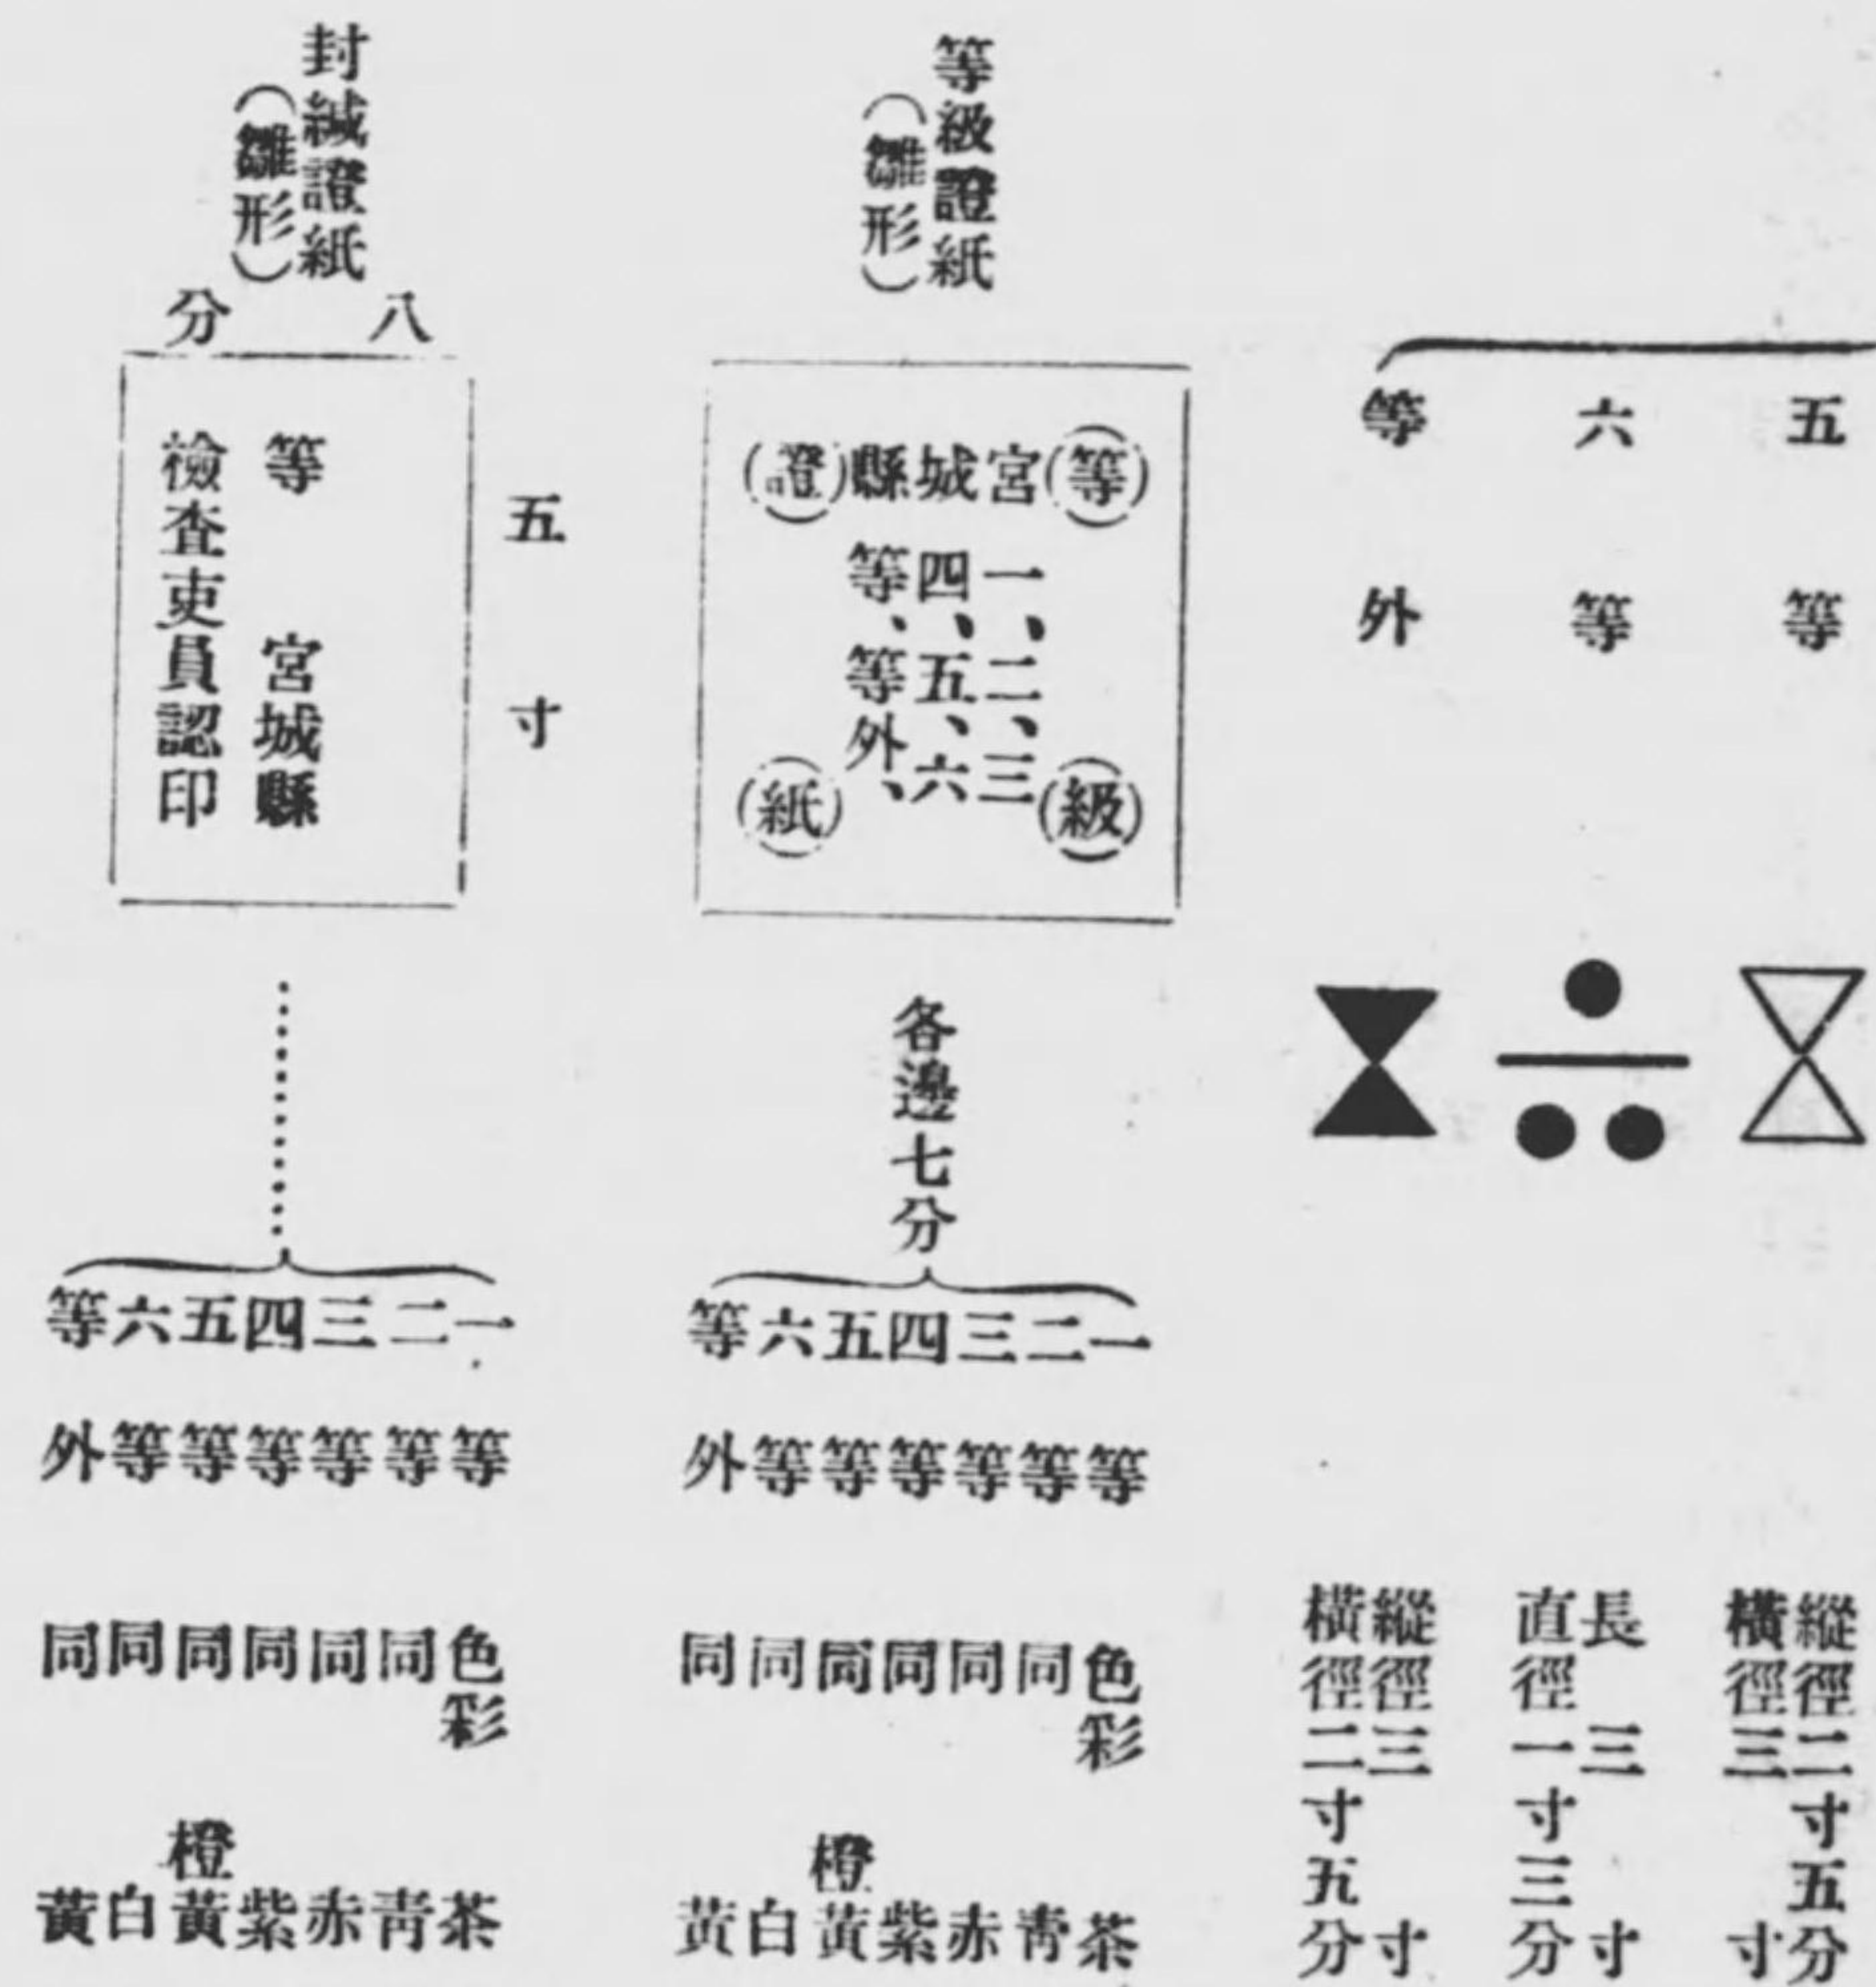 五等 縱徑二寸五分 橫徑三寸
六等 長三寸 直徑一寸三分
等外 縱徑三寸 橫徑二寸五分
等級證紙
(雛形)
(等)
(級)
宮城縣
一、二、三
四、五、六
等、等外、
(證)
(紙)
各邊七分
一等 色彩 茶
二等 同 靑
三等 同 赤
四等 同 紫
五等 同 橙黃
六等 同 白
等外 同 黃
封緘證紙
(雛形)
八分
五寸
等 宮城縣
檢査吏員認印
一等 色彩 茶
二等 同 靑
三等 同 赤
四等 同 紫
五等 同 橙黃
六等 同 白
等外 同 黃